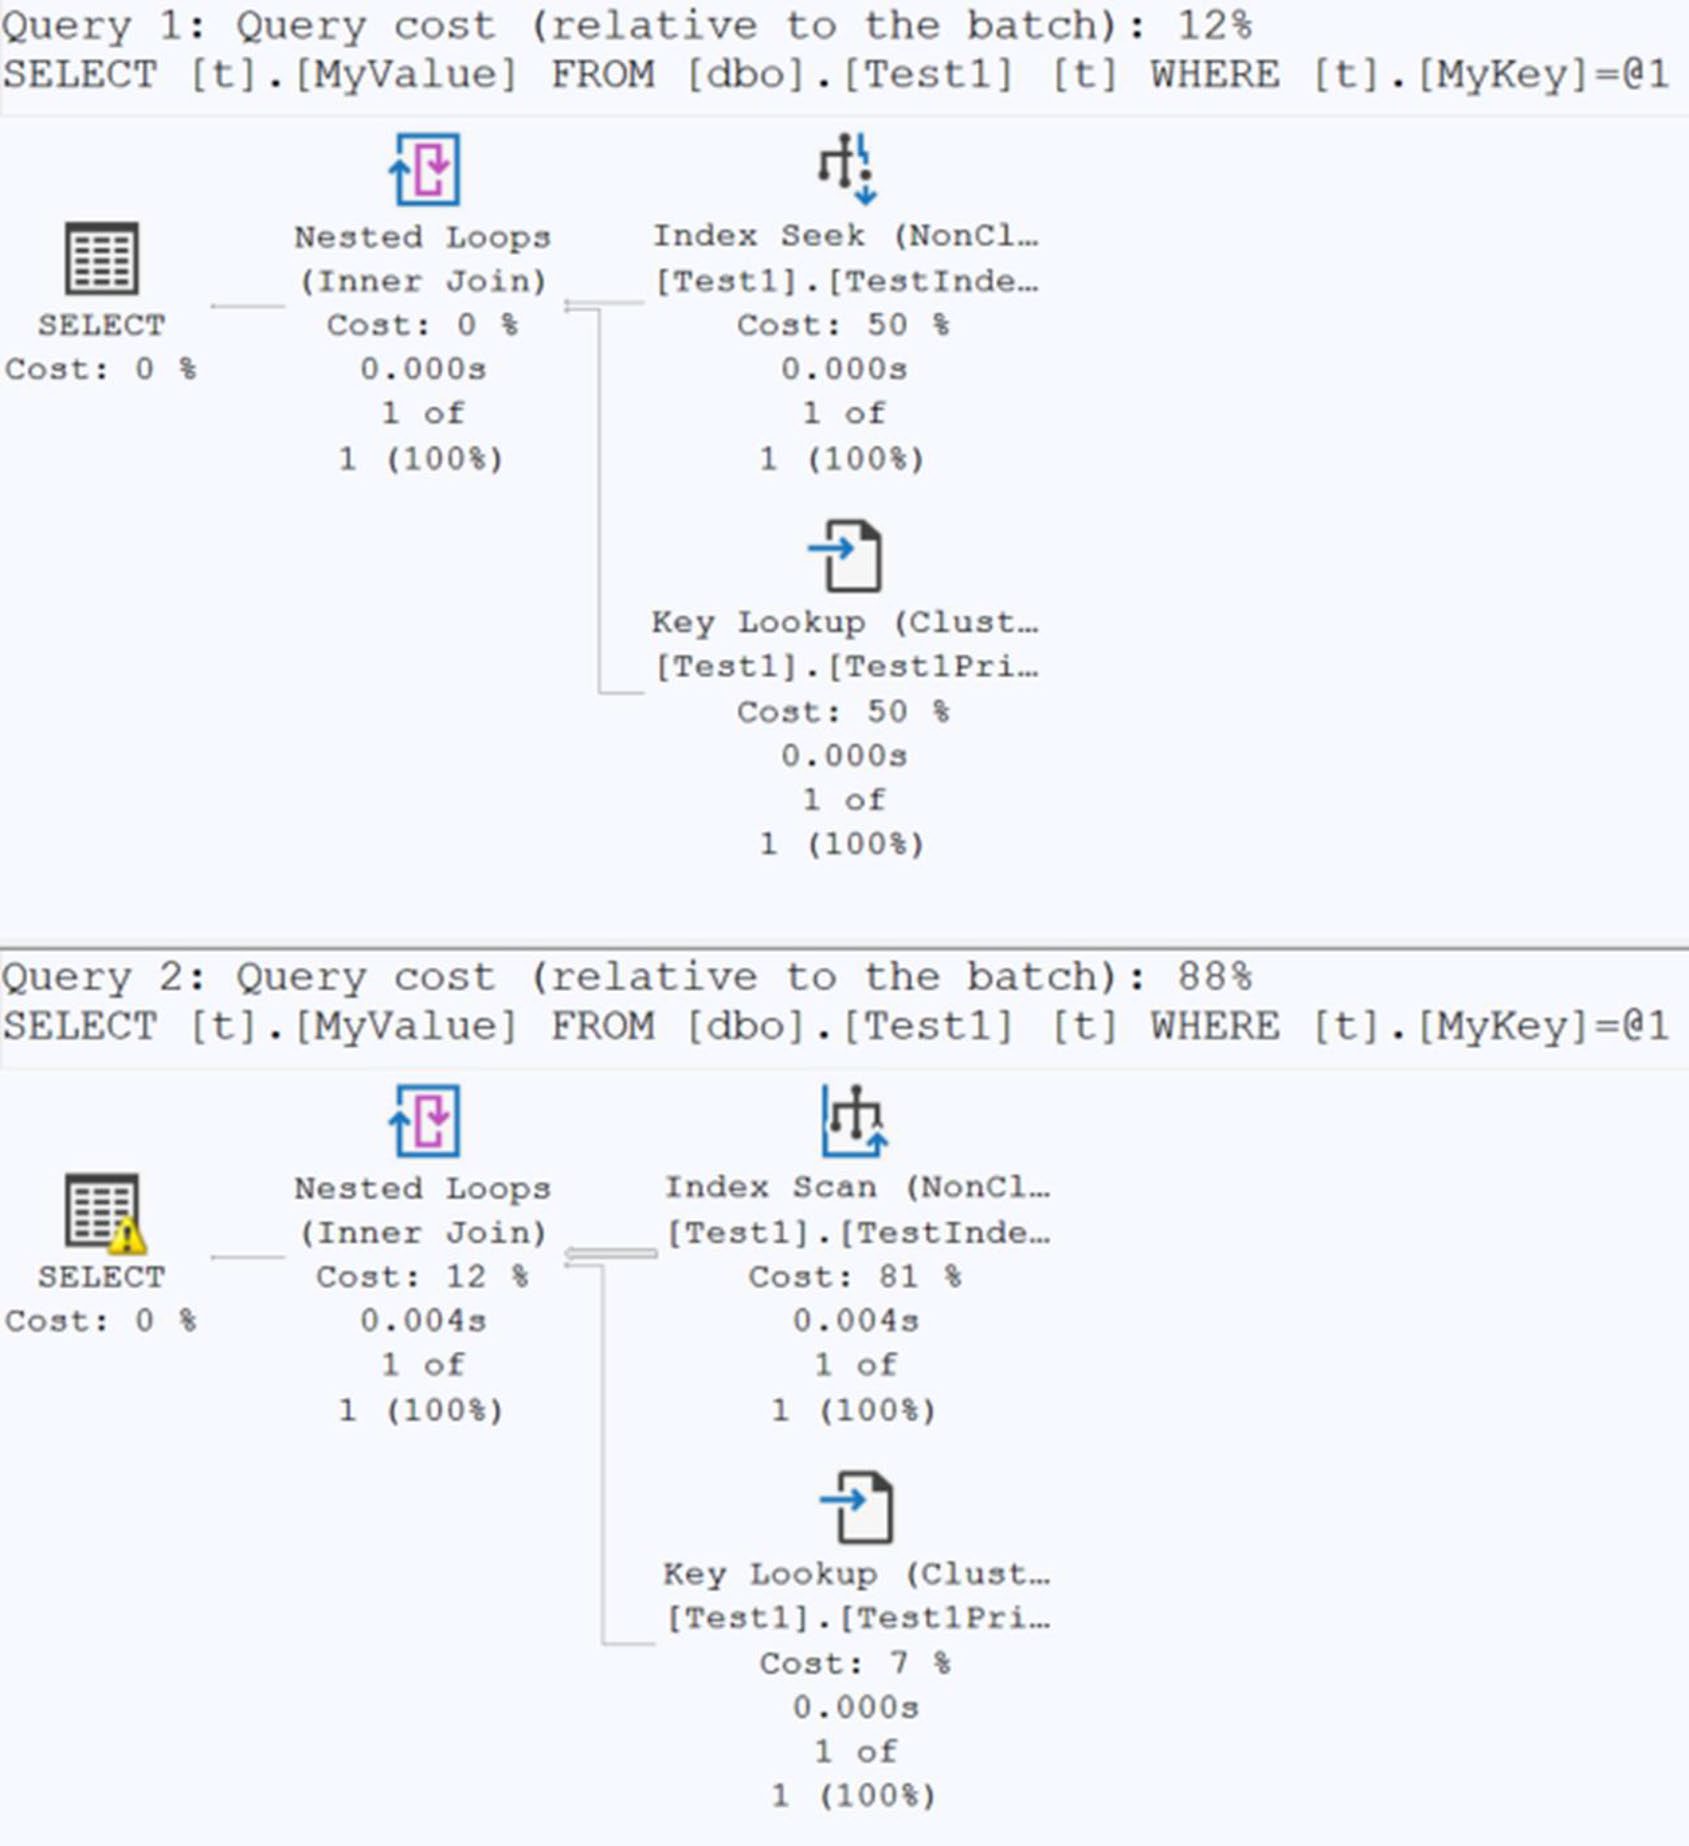 Query 1: Query cost (relative to the batch): 12%
SELECT [t].[MyValue] FROM [dbo].[Test1] [t] WHERE [t].[MyKey]=@1
SELECT
Cost: 0 %
Nested Loops
(Inner Join)
Cost: 0 %
0.000s
1 of
1 (100%)
Index Seek (NonCl…
[Test1].[TestInde…
Cost: 50 %
0.000s
1 of
1 (100%)
Key Lookup (Clust…
[Test1].[Test1Pri…
Cost: 50 %
0.000s
1 of
1 (100%)
Query 2: Query cost (relative to the batch): 88%
SELECT [t].[MyValue] FROM [dbo].[Test1] [t] WHERE [t].[MyKey]=@1
SELECT
Cost: 0 %
Nested Loops
(Inner Join)
Cost: 12 %
0.004s
1 of
1 (100%)
Index Scan (NonCl…
[Test1].[TestInde…
Cost: 81 %
0.004s
1 of
1 (100%)
Key Lookup (Clust…
[Test1].[Test1Pri…
Cost: 7 %
0.000s
1 of
1 (100%)